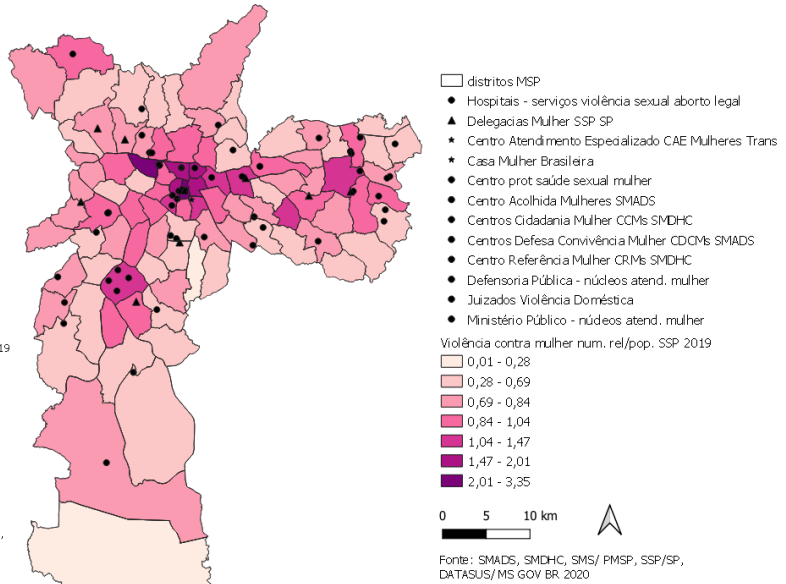 distritos MSP
Hospitais - serviços violência sexual aborto legal
Delegacias Mulher SSP SP
Centro Atendimento Especializado CAE Mulheres Trans
Casa Mulher Brasileira
Centro prot saúde sexual mulher
Centro Acolhida Mulheres SMADS
Centros Cidadania Mulher CCMs SMDHC
Centros Defesa Convivência Mulher CDCMs SMADS
Centro Referência Mulher CRMs SMDHC
Defensoria Pública - núcleos atend. mulher
Juizados Violência Doméstica
Ministério Público - núcleos atend. mulher
19
Violência contra mulher num. rel/pop. SSP 2019
0,01 - 0,28
0,28 - 0,69
0,69 - 0,84
0,84 - 1,04
1,04 - 1,47
1,47 - 2,01
2,01 - 3,35
0 5 10 km
Fonte: SMADS, SMDHC, SMS/ PMSP, SSP/SP,
DATASUS/ MS GOV BR 2020